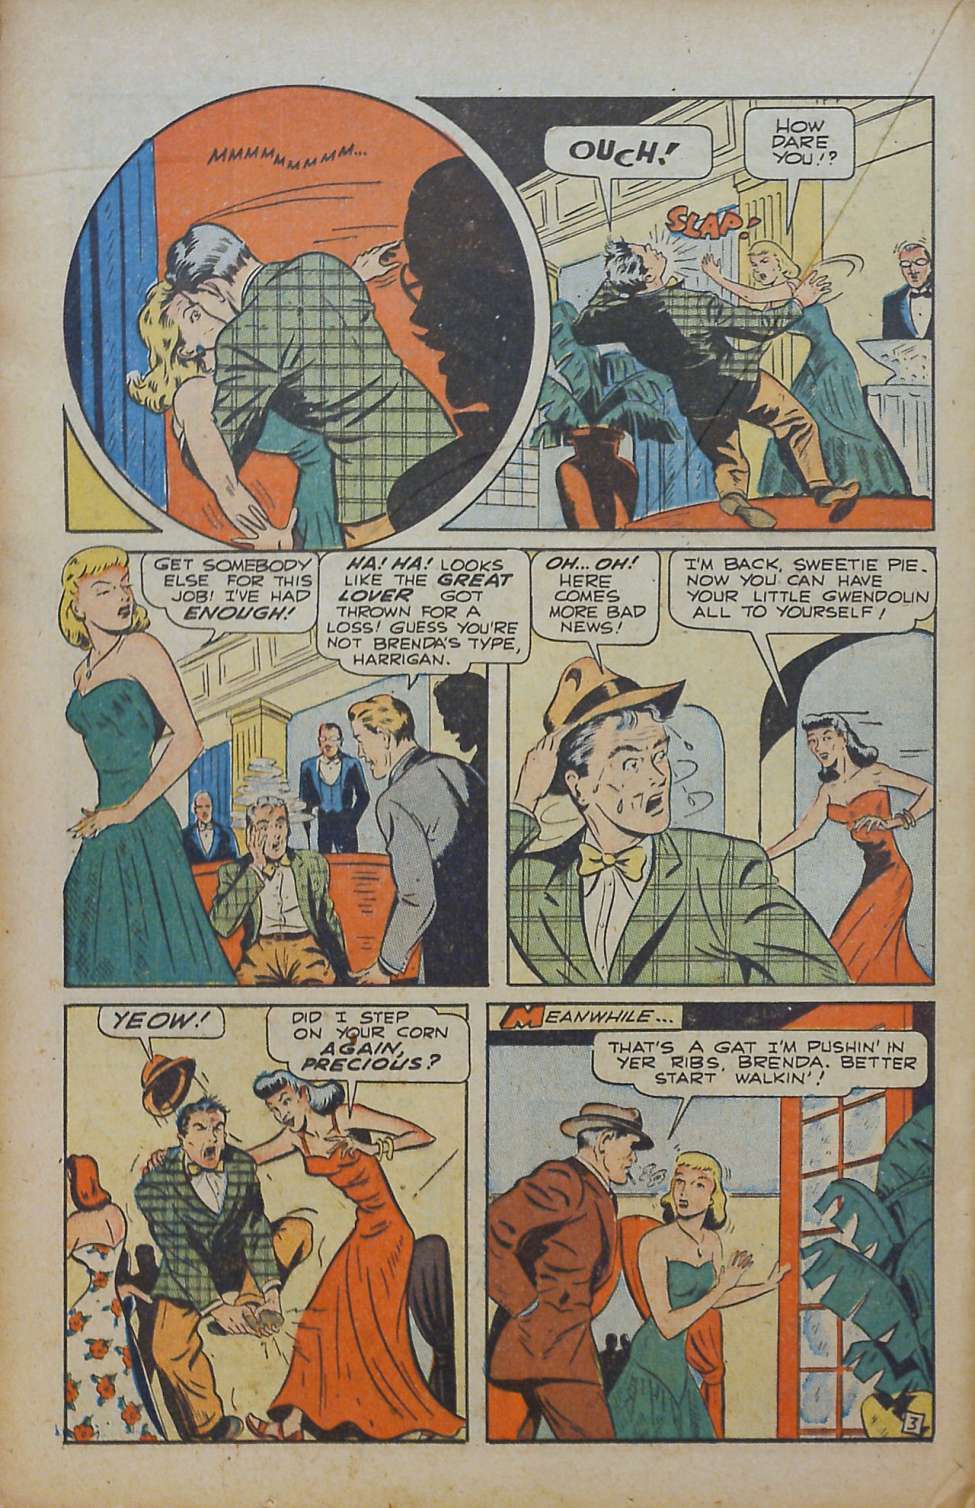 MMMMMMMMM...
OUCH!
HOW
DARE
YOU!?
SLAP!
GET SOMEBODY
ELSE FOR THIS
JOB! I'VE HAD
ENOUGH!
HA! HA! LOOKS
LIKE THE GREAT
LOVER GOT
THROWN FOR A
LOSS! GUESS YOU'RE
NOT BRENDA'S TYPE,
HARRIGAN.
OH...OH!
HERE
COMES
MORE BAD
NEWS!
I'M BACK, SWEETIE PIE.
NOW YOU CAN HAVE
YOUR LITTLE GWENDOLIN
ALL TO YOURSELF!
YEOW!
DID I STEP
ON YOUR CORN
AGAIN,
PRECIOUS?
MEANWHILE...
THAT'S A GAT I'M PUSHIN' IN
YER RIBS, BRENDA. BETTER
START WALKIN'!
3